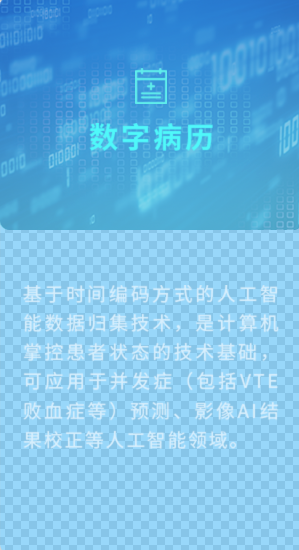 数字病历
基于时间编码方式的人工智
能数据归集技术，是计算机
掌控患者状态的技术基础，
可应用于并发症（包括VTE
败血症等）预测、影像AI结
果校正等人工智能领域。